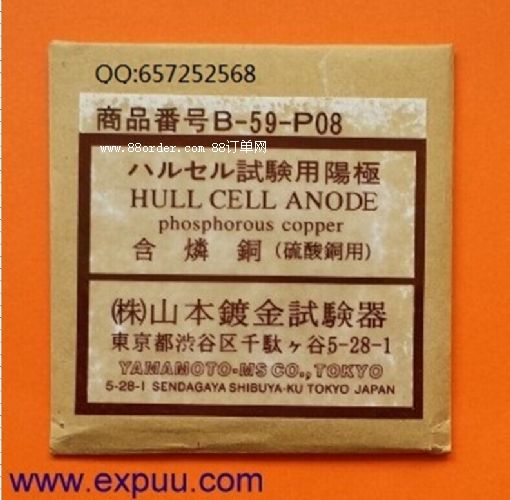 QQ:657252568
商品番号B-59-P08
www.88order.com 88订单网
ハルセル試験用陽極
HULL CELL ANODE
phosphorous copper
含燐銅(硫酸銅用)
㈱山本鍍金試験器
東京都渋谷区千駄ヶ谷5-28-1
YAMAMOTO-MS CO., TOKYO
5-28-1 SENDAGAYA SHIBUYA-KU TOKYO JAPAN
www.expuu.com